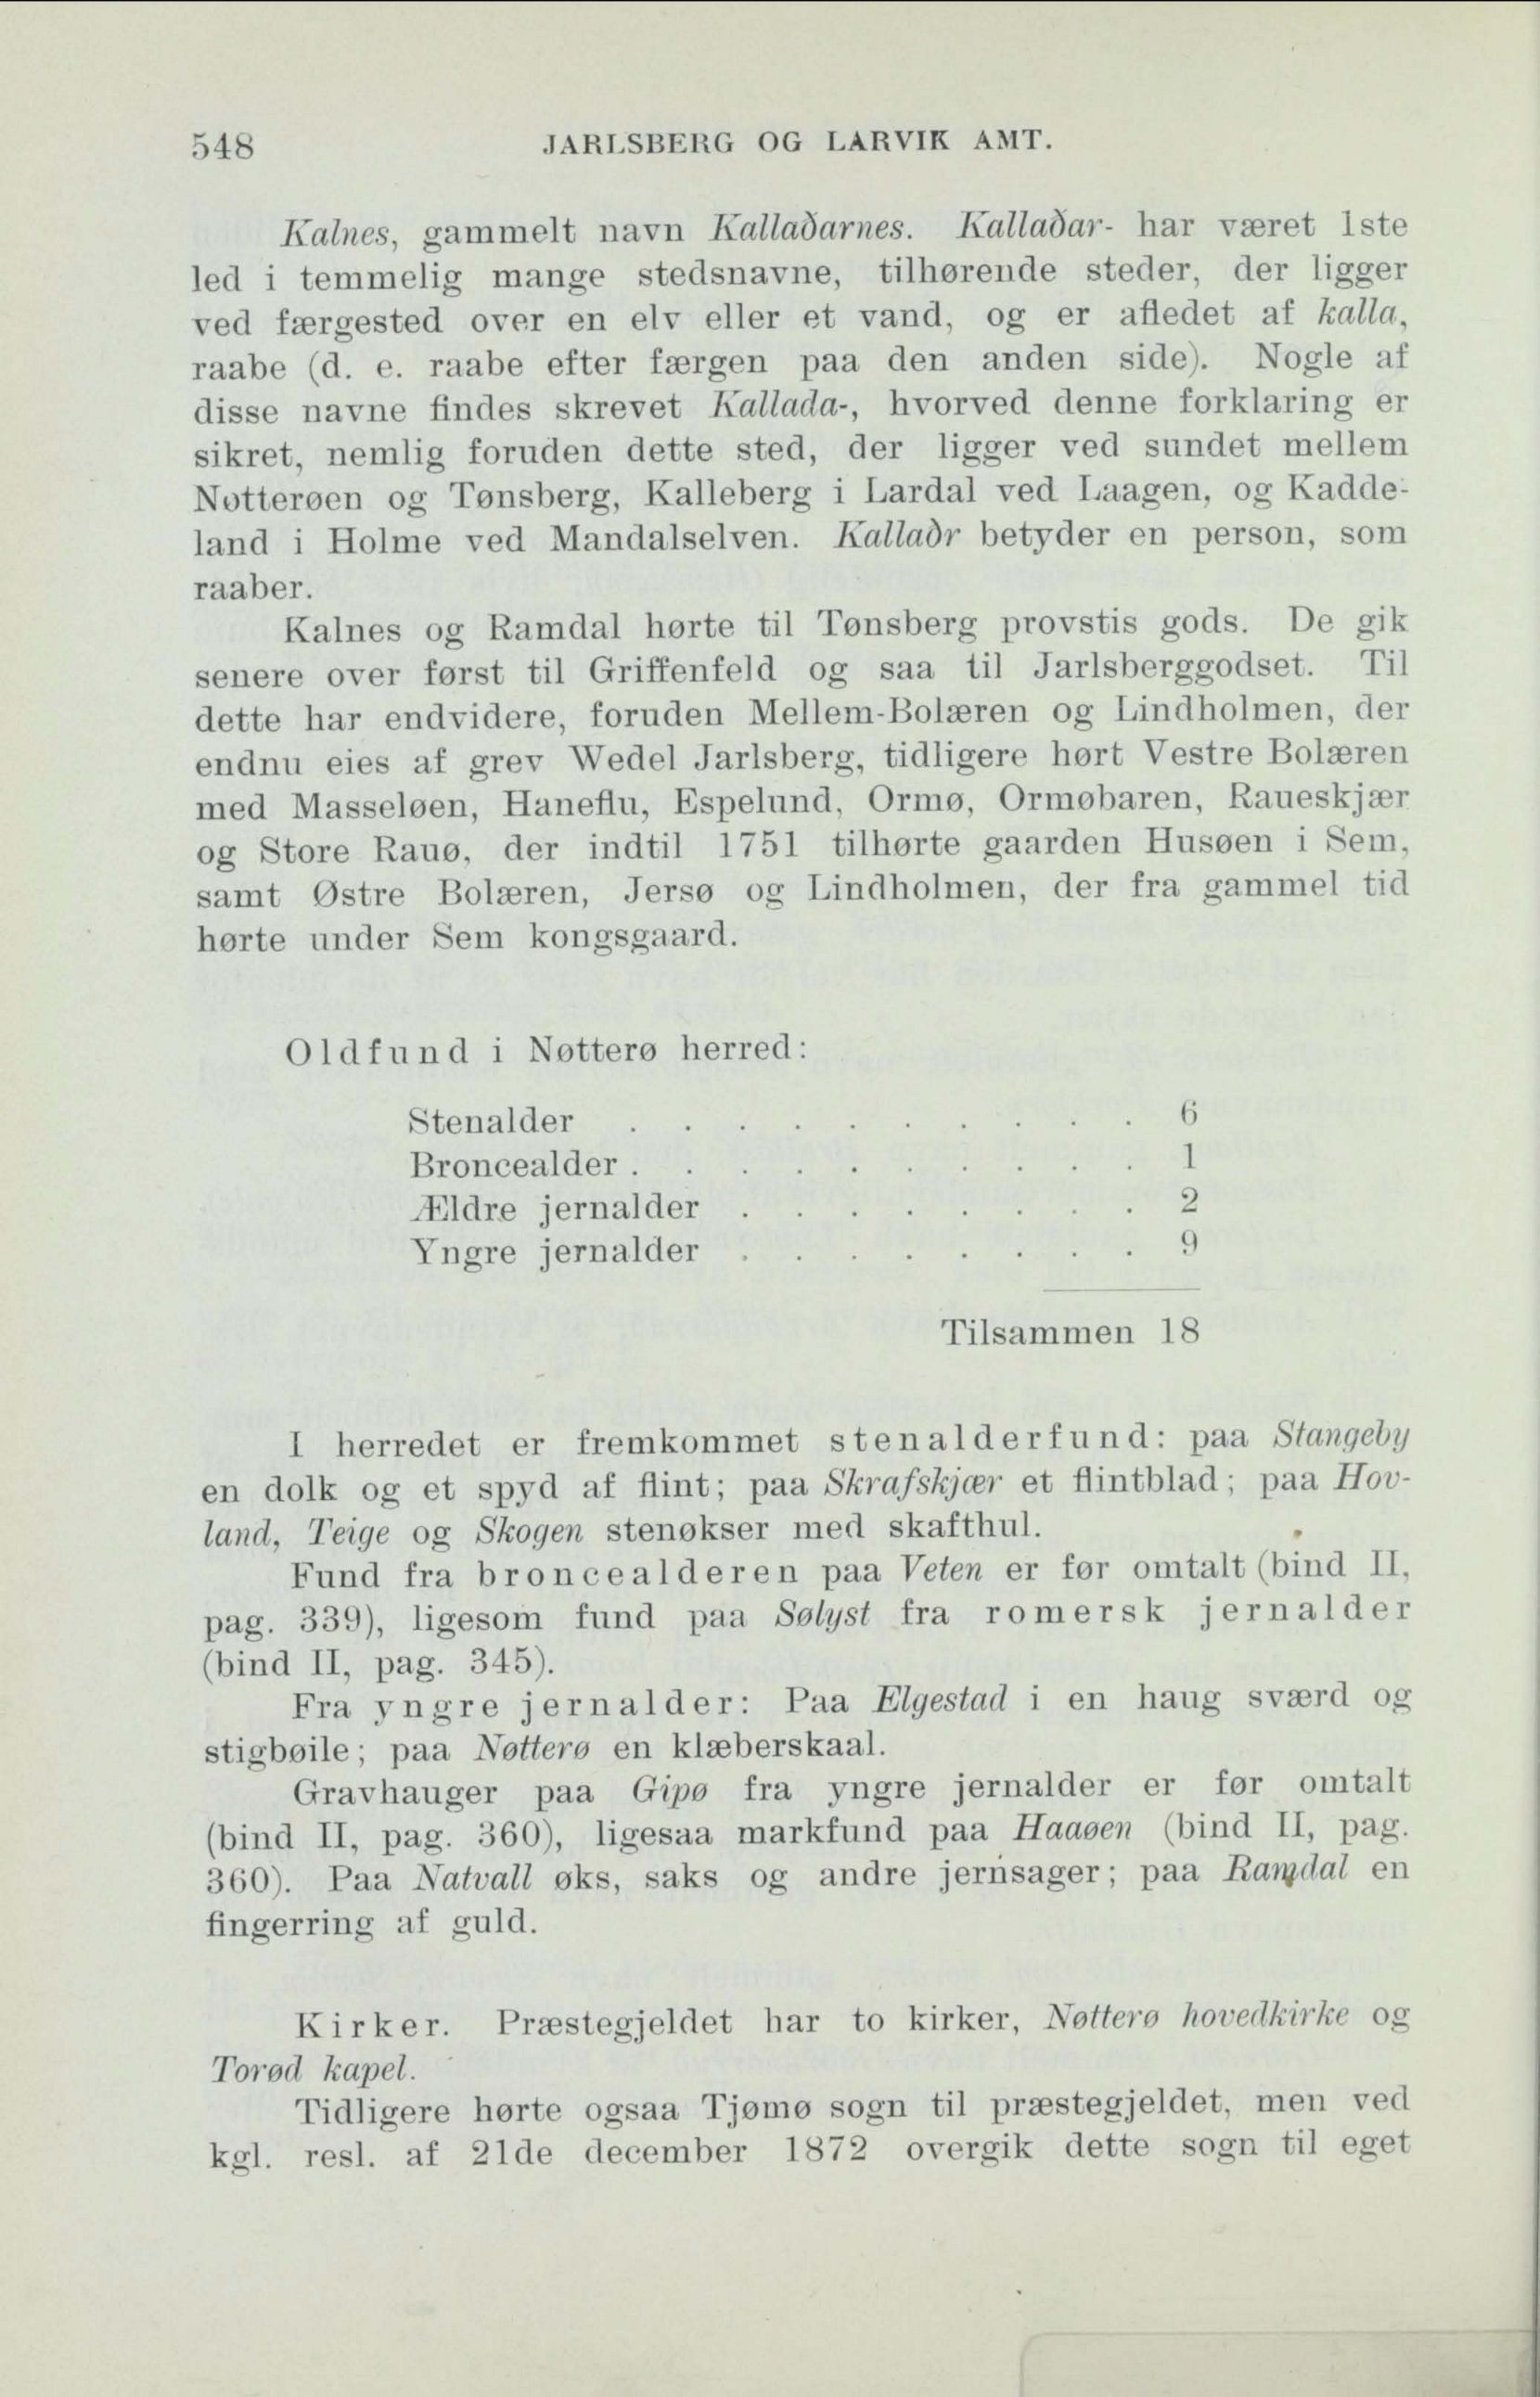 548 JARLSBERG OG LARVIK AMT.
Kalnes, gammelt navn Kallaðarnes. Kallaðar- har været 1ste
led i temmelig mange stedsnavne, tilhørende steder, der ligger
ved færgested over en elv eller et vand, og er afledet af kalla,
raabe (d. e. raabe efter færgen paa den anden side). Nogle af
disse navne findes skrevet Kallada-, hvorved denne forklaring er
sikret, nemlig foruden dette sted, der ligger ved sundet mellem
Nøtterøen og Tønsberg, Kalleberg i Lardal ved Laagen, og Kadde-
land i Holme ved Mandalselven. Kallaðr betyder en person, som
raaber.
Kalnes og Ramdal hørte til Tønsberg provstis gods. De gik
senere over først til Griffenfeld og saa til Jarlsberggodset. Til
dette har endvidere, foruden Mellem-Bolæren og Lindholmen, der
endnu eies af grev Wedel Jarlsberg, tidligere hørt Vestre Bolæren
med Masseløen, Haneflu, Espelund, Ormø, Ormøbaren, Raueskjær
og Store Rauø, der indtil 1751 tilhørte gaarden Husøen i Sem,
samt Østre Bolæren, Jersø og Lindholmen, der fra gammel tid
hørte under Sem kongsgaard.
Oldfund i Nøtterø herred:
Stenalder . . . . . . . . . . 6
Broncealder . . . . . . . . . . 1
Ældre jernalder . . . . . . . . 2
Yngre jernalder . . . . . . . . 9
Tilsammen 18
I herredet er fremkommet stenalderfund: paa Stangeby
en dolk og et spyd af flint; paa Skrafskjær et flintblad; paa Hov-
land, Teige og Skogen stenøkser med skafthul.
Fund fra broncealderen paa Veten er før omtalt (bind II,
pag. 339), ligesom fund paa Sølyst fra romersk jernalder
(bind II, pag. 345).
Fra yngre jernalder: Paa Elgestad i en haug sværd og
stigbøile; paa Nøtterø en klæberskaal.
Gravhauger paa Gipø fra yngre jernalder er før omtalt
(bind II, pag. 360), ligesaa markfund paa Haaøen (bind II, pag.
360). Paa Natvall øks, saks og andre jernsager; paa Ramdal en
fingerring af guld.
Kirker. Præstegjeldet har to kirker, Nøtterø hovedkirke og
Torød kapel.
Tidligere hørte ogsaa Tjømø sogn til præstegjeldet, men ved
kgl. resl. af 21de december 1872 overgik dette sogn til eget